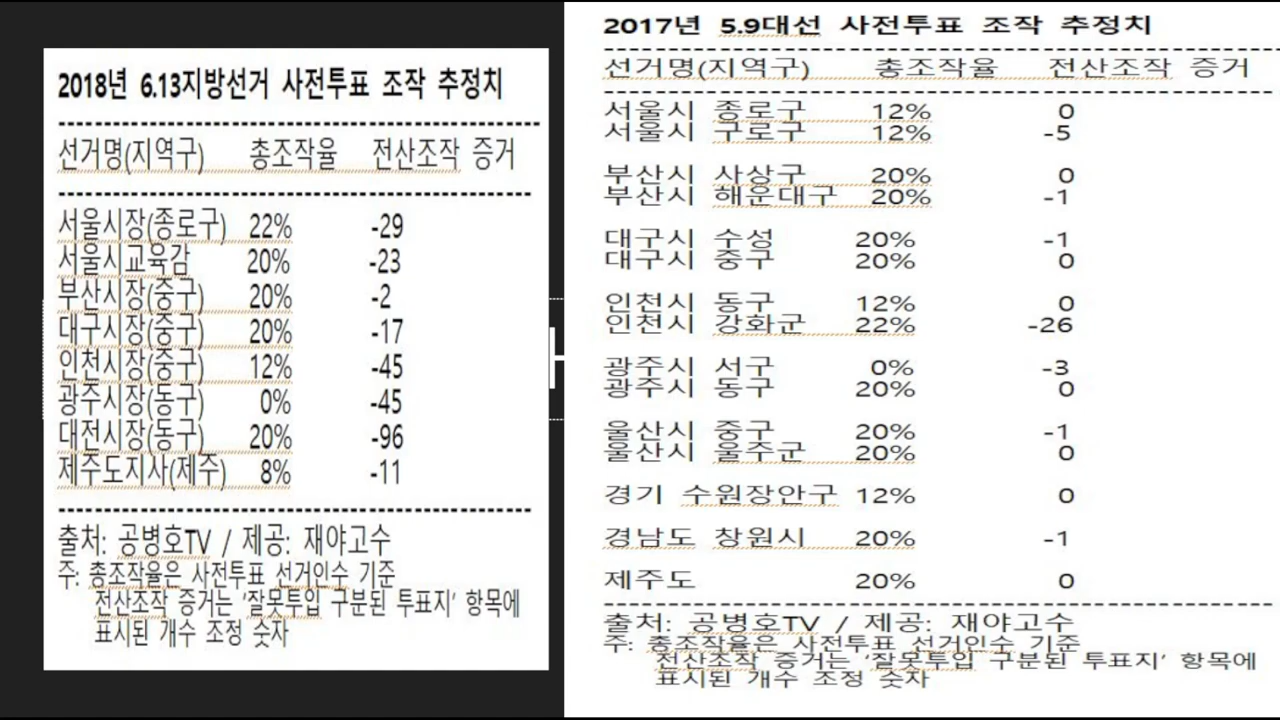 2018년 6.13지방선거 사전투표 조작 추정치
선거명(지역구) 총조작율 전산조작 증거
서울시장(종로구) 22% -29
서울시교육감 20% -23
부산시장(중구) 20% -2
대구시장(중구) 20% -17
인천시장(중구) 12% -45
광주시장(동구) 0% -45
대전시장(동구) 20% -96
제주도지사(제주) 8% -11
출처: 공병호TV / 제공: 재야고수
주: 총조작율은 사전투표 선거인수 기준
전산조작 증거는 '잘못투입 구분된 투표지' 항목에
표시된 개수 조정 숫자
2017년 5.9대선 사전투표 조작 추정치
선거명(지역구) 총조작율 전산조작 증거
서울시 종로구 12% 0
서울시 구로구 12% -5
부산시 사상구 20% 0
부산시 해운대구 20% -1
대구시 수성 20% -1
대구시 중구 20% 0
인천시 동구 12% 0
인천시 강화군 22% -26
광주시 서구 0% -3
광주시 동구 20% 0
울산시 중구 20% -1
울산시 울주군 20% 0
경기 수원장안구 12% 0
경남도 창원시 20% -1
제주도 20% 0
출처: 공병호TV / 제공: 재야고수
주: 총조작율은 사전투표 선거인수 기준
전산조작 증거는 '잘못투입 구분된 투표지' 항목에
표시된 개수 조정 숫자